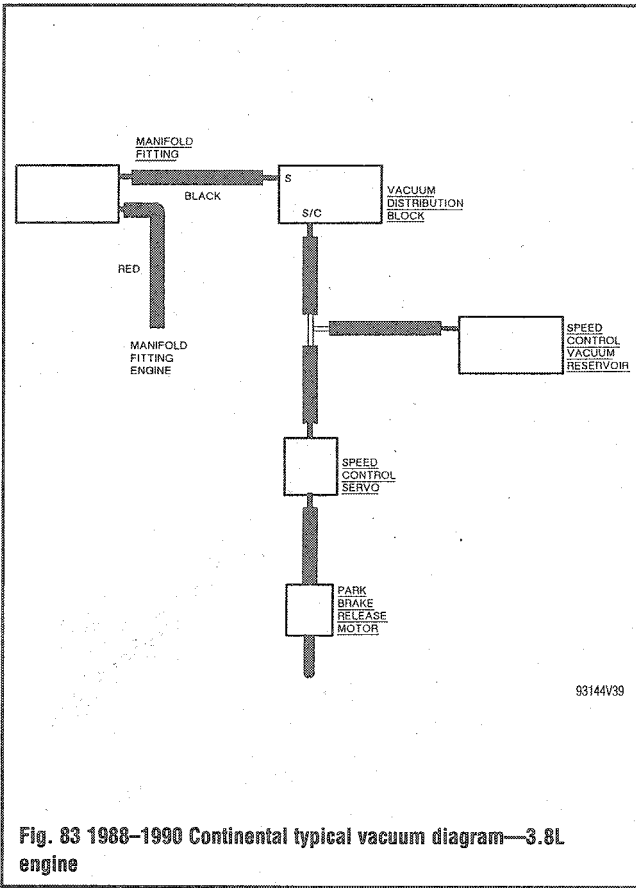 MANIFOLD
FITTING
S
BLACK
VACUUM
DISTRIBUTION
BLOCK
S/C
RED
MANIFOLD
FITTING
ENGINE
SPEED
CONTROL
VACUUM
RESERVOIR
SPEED
CONTROL
SERVO
PARK
BRAKE
RELEASE
MOTOR
93144V39
Fig. 83 1988–1990 Continental typical vacuum diagram—3.8L
engine